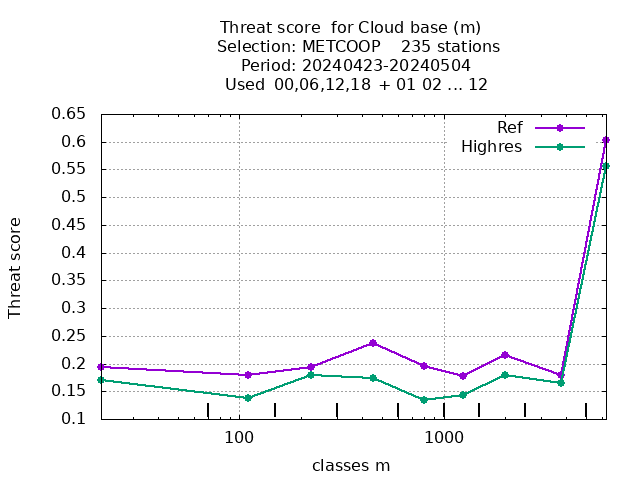 Threat score  for Cloud base (m)
Selection: METCOOP    235 stations
Period: 20240423-20240504
Used  00,06,12,18 + 01 02 ... 12
0.65
0.6
0.55
0.5
0.45
0.4
0.35
0.3
0.25
0.2
0.15
0.1
Threat score
Ref
Highres
100
1000
classes m